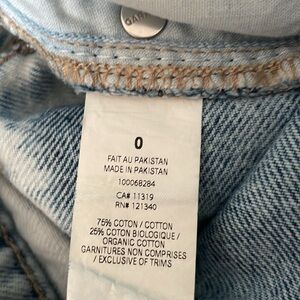 GARA
0
FAIT AU PAKISTAN
MADE IN PAKISTAN
100068284
CA# 11319
RN# 121340
75% COTON / COTTON
25% COTON BIOLOGIQUE /
ORGANIC COTTON
GARNITURES NON COMPRISES
/ EXCLUSIVE OF TRIMS